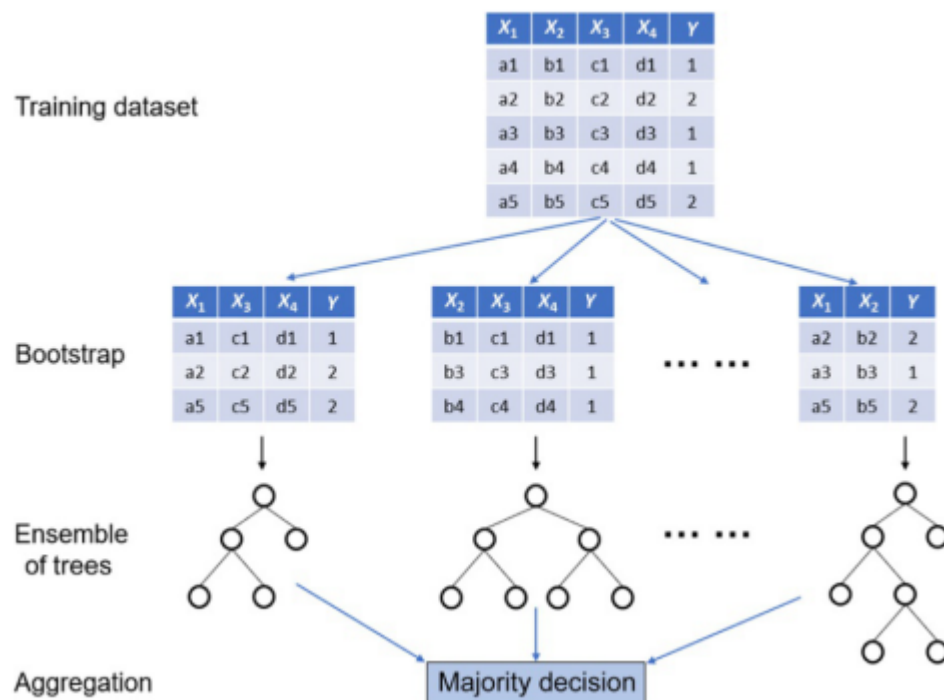 X1 X2 X3 X4 Y
a1 b1 c1 d1 1
Training dataset
a2 b2 c2 d2 2
a3 b3 c3 d3 1
a4 b4 c4 d4 1
a5 b5 c5 d5 2
X1 X3 X4 Y
a1 c1 d1 1
a2 c2 d2 2
a5 c5 d5 2
X2 X3 X4 Y
b1 c1 d1 1
b3 c3 d3 1
b4 c4 d4 1
... ...
X1 X2 Y
a2 b2 2
a3 b3 1
a5 b5 2
Bootstrap
Ensemble
of trees
... ...
Aggregation
Majority decision